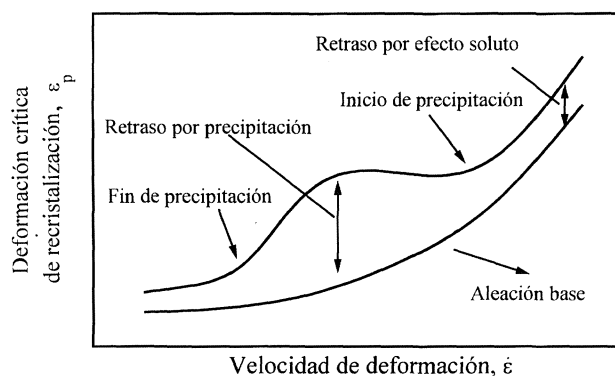 Retraso por efecto soluto
Inicio de precipitación
Retraso por precipitación
Fin de precipitación
Aleación base
Deformación crítica
de recristalización, εp
Velocidad de deformación, ε̇